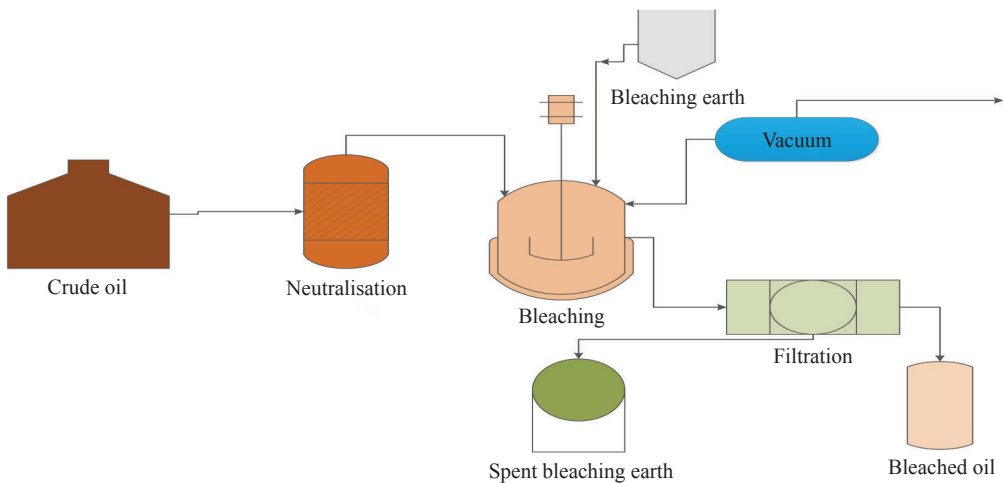 Bleaching earth
Vacuum
Crude oil
Neutralisation
Bleaching
Filtration
Spent bleaching earth
Bleached oil